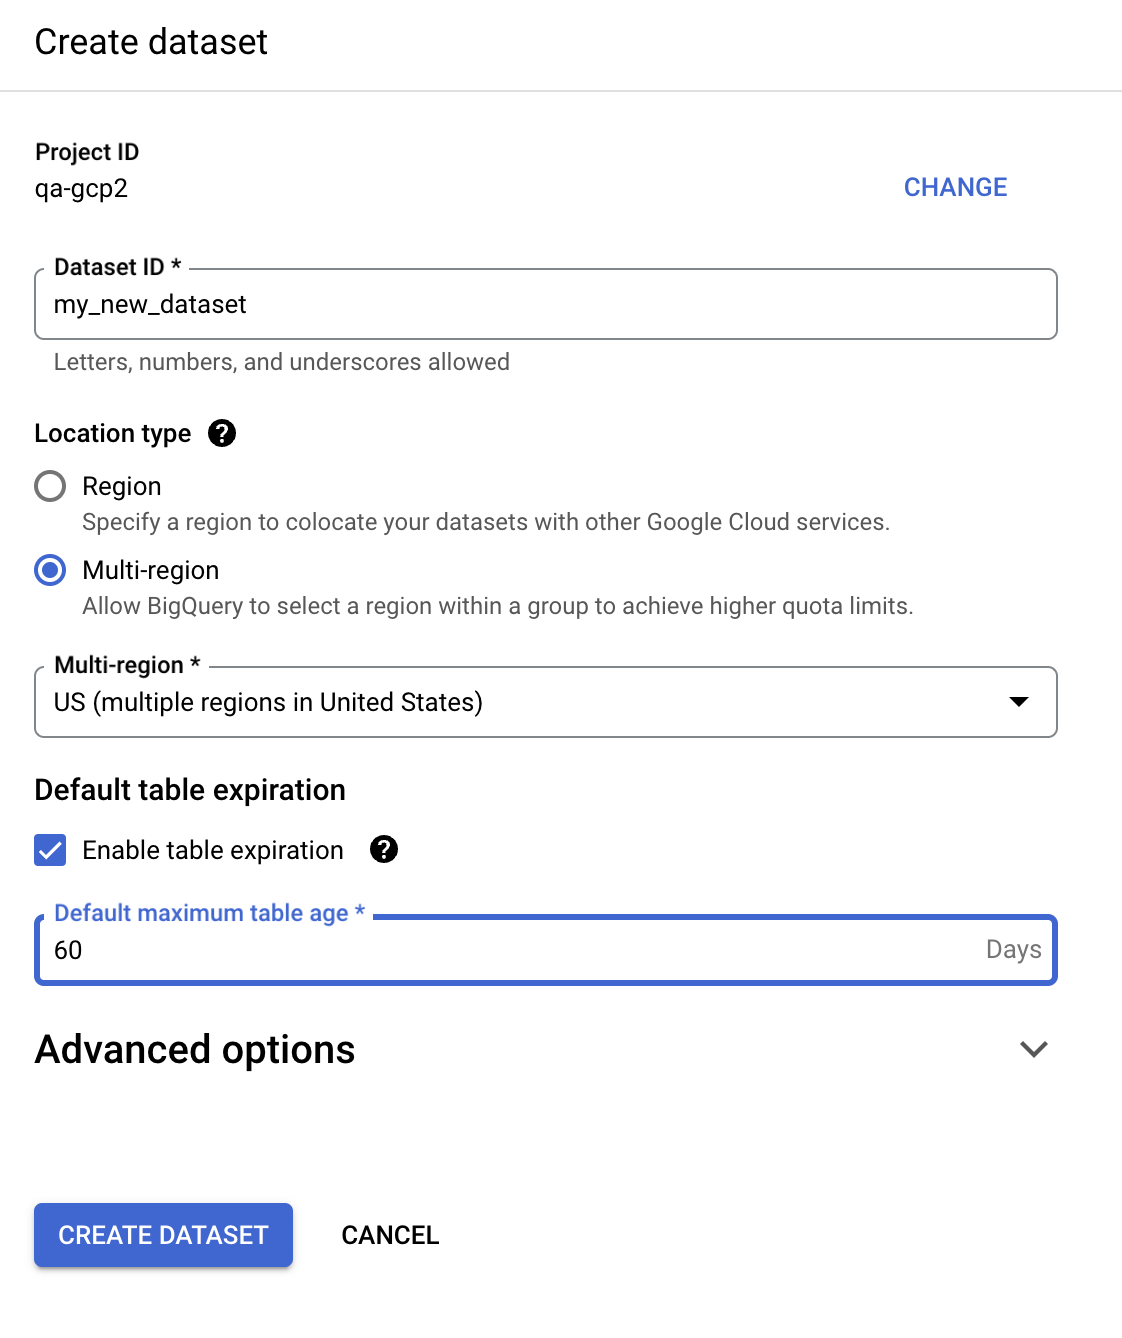 Create dataset
Project ID
qa-gcp2
CHANGE
Dataset ID *
my_new_dataset
Letters, numbers, and underscores allowed
Location type ?
Region
Specify a region to colocate your datasets with other Google Cloud services.
Multi-region
Allow BigQuery to select a region within a group to achieve higher quota limits.
Multi-region *
US (multiple regions in United States)
Default table expiration
Enable table expiration ?
Default maximum table age *
60 Days
Advanced options
CREATE DATASET CANCEL